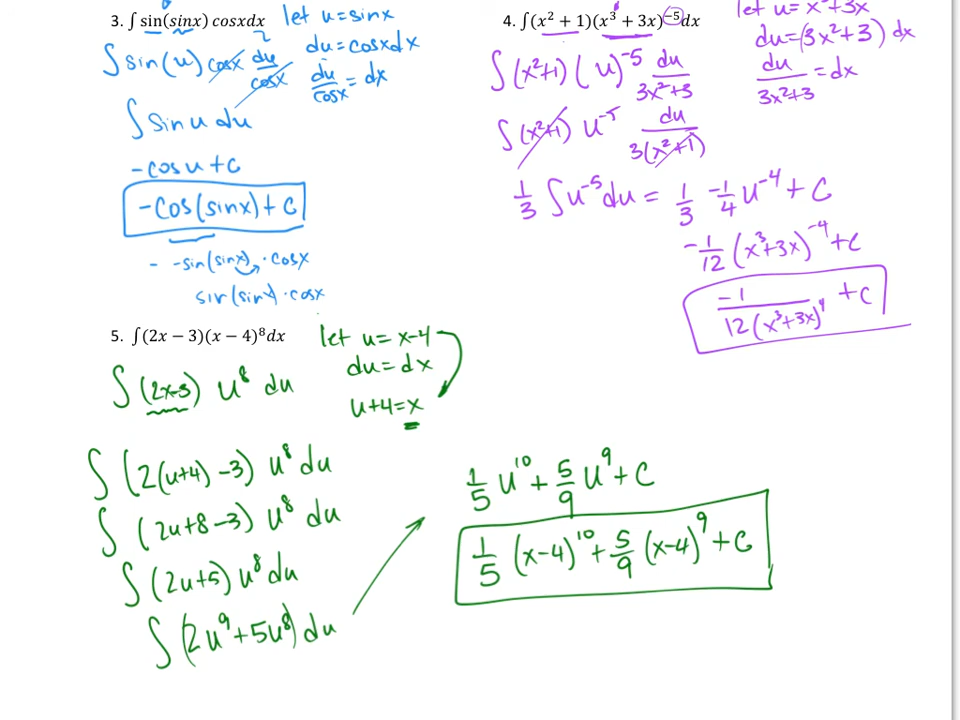 3. ∫ sin(sinx) cosxdx
let u=sinx
∫ sin(u) cosx du/cosx
du=cosxdx
du/cosx = dx
∫ sinu du
-cosu+c
-cos(sinx)+c
- -sin(sinx) · cosx
sin(sinx) · cosx
4. ∫(x² + 1)(x³ + 3x)⁻⁵dx
let u= x³+3x
du=(3x²+3) dx
∫(x²+1) (u)⁻⁵ du/3x²+3
du/3x²+3 = dx
∫(x²+1) u⁻⁵ du/3(x²+1)
1/3 ∫u⁻⁵du = 1/3 -1/4 u⁻⁴ + C
-1/12 (x³+3x)⁻⁴ +c
-1/12(x³+3x)⁴ +c
5. ∫(2x − 3)(x − 4)⁸dx
let u= x-4
du=dx
u+4=x
∫(2x-3) u⁸ du
∫(2(u+4)-3) u⁸ du
∫(2u+8-3) u⁸ du
∫(2u+5) u⁸ du
∫(2u⁹+5u⁸)du
1/5 u¹⁰+ 5/9 u⁹+C
1/5 (x-4)¹⁰+ 5/9 (x-4)⁹+C